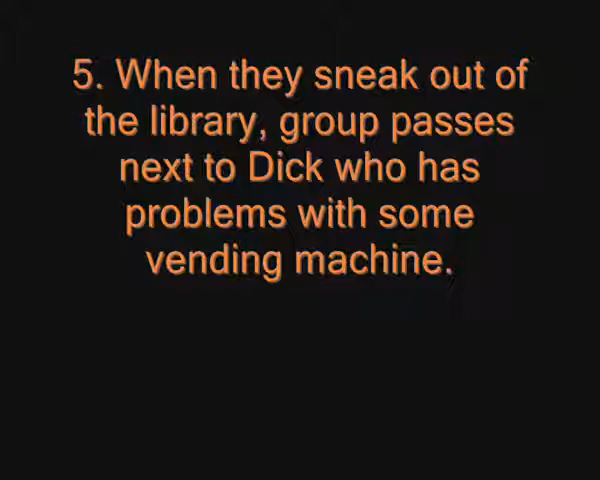 5. When they sneak out of
the library, group passes
next to Dick who has
problems with some
vending machine.